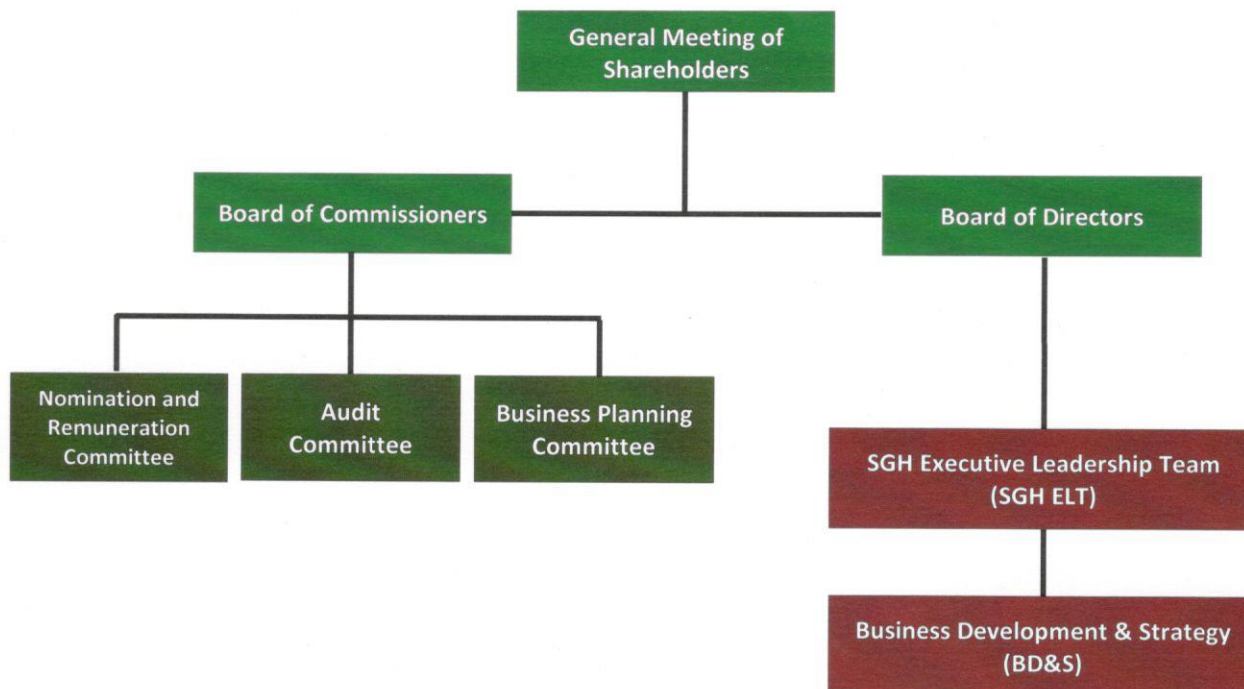 General Meeting of
Shareholders
Board of Commissioners
Board of Directors
Nomination and
Remuneration
Committee
Audit
Committee
Business Planning
Committee
SGH Executive Leadership Team
(SGH ELT)
Business Development & Strategy
(BD&S)